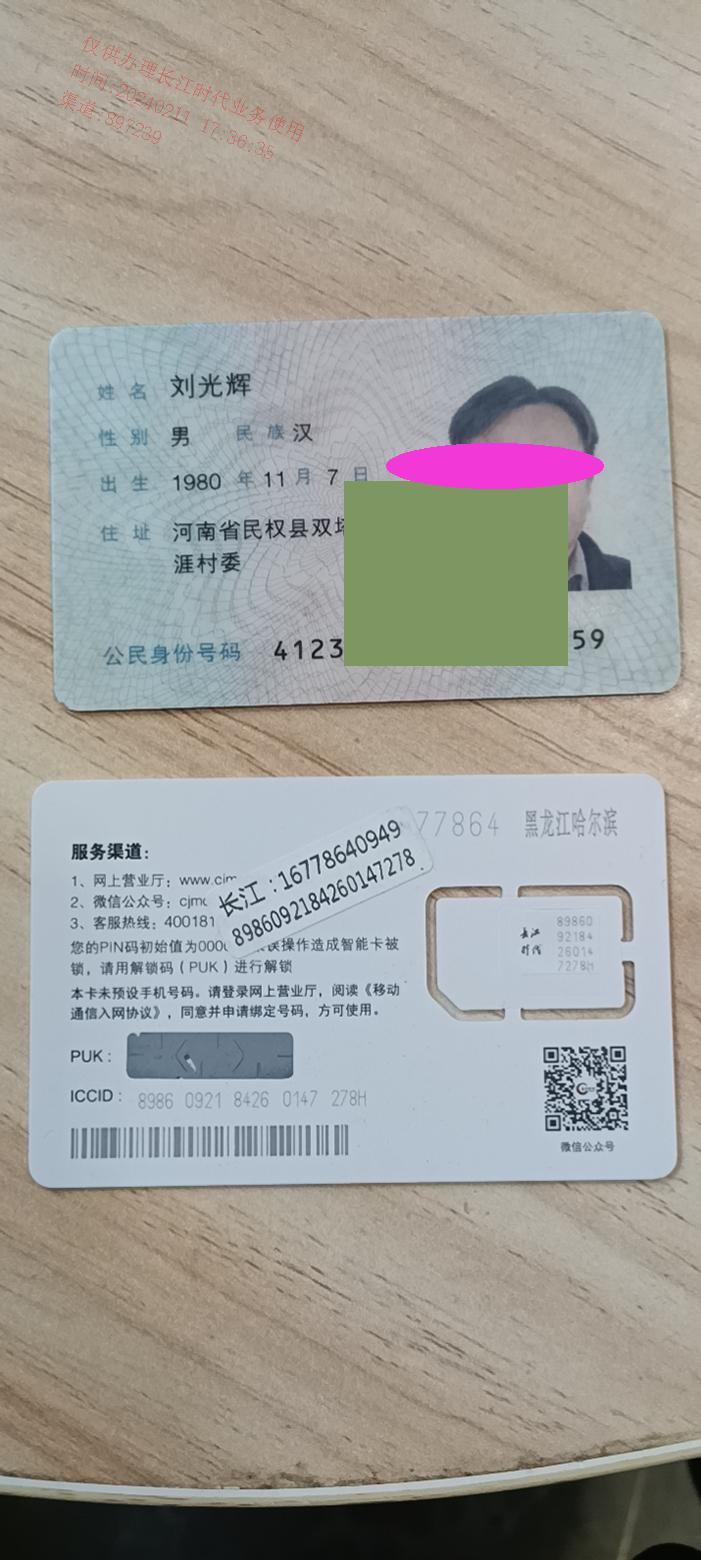 仅供办理长江时代业务使用
时间:20240211 17:36:35
渠道:897239
姓名 刘光辉
性别 男 民族 汉
出生 1980 年 11 月 7 日
住址 河南省民权县双
涯村委
公民身份号码 4123 59
77864 黑龙江哈尔滨
服务渠道：
1、网上营业厅：www.cjm
2、微信公众号：cjm
3、客服热线：400181
长江：16778640949
8986092184260147278
您的PIN码初始值为000 误操作造成智能卡被
锁，请用解锁码（PUK）进行解锁
本卡未预设手机号码。请登录网上营业厅，阅读《移动
通信入网协议》，同意并申请绑定号码，方可使用。
89860
长江 92184
时代 26014
7278H
PUK：
ICCID： 8986 0921 8426 0147 278H
微信公众号